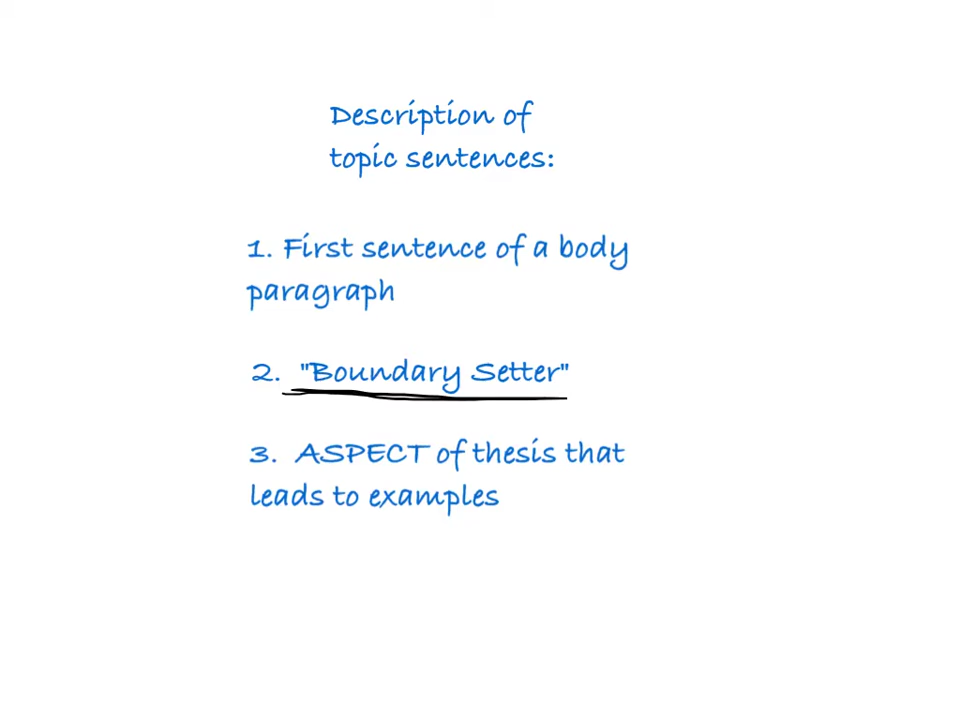 Description of
topic sentences:
1. First sentence of a body
paragraph
2. "Boundary Setter"
3. ASPECT of thesis that
leads to examples